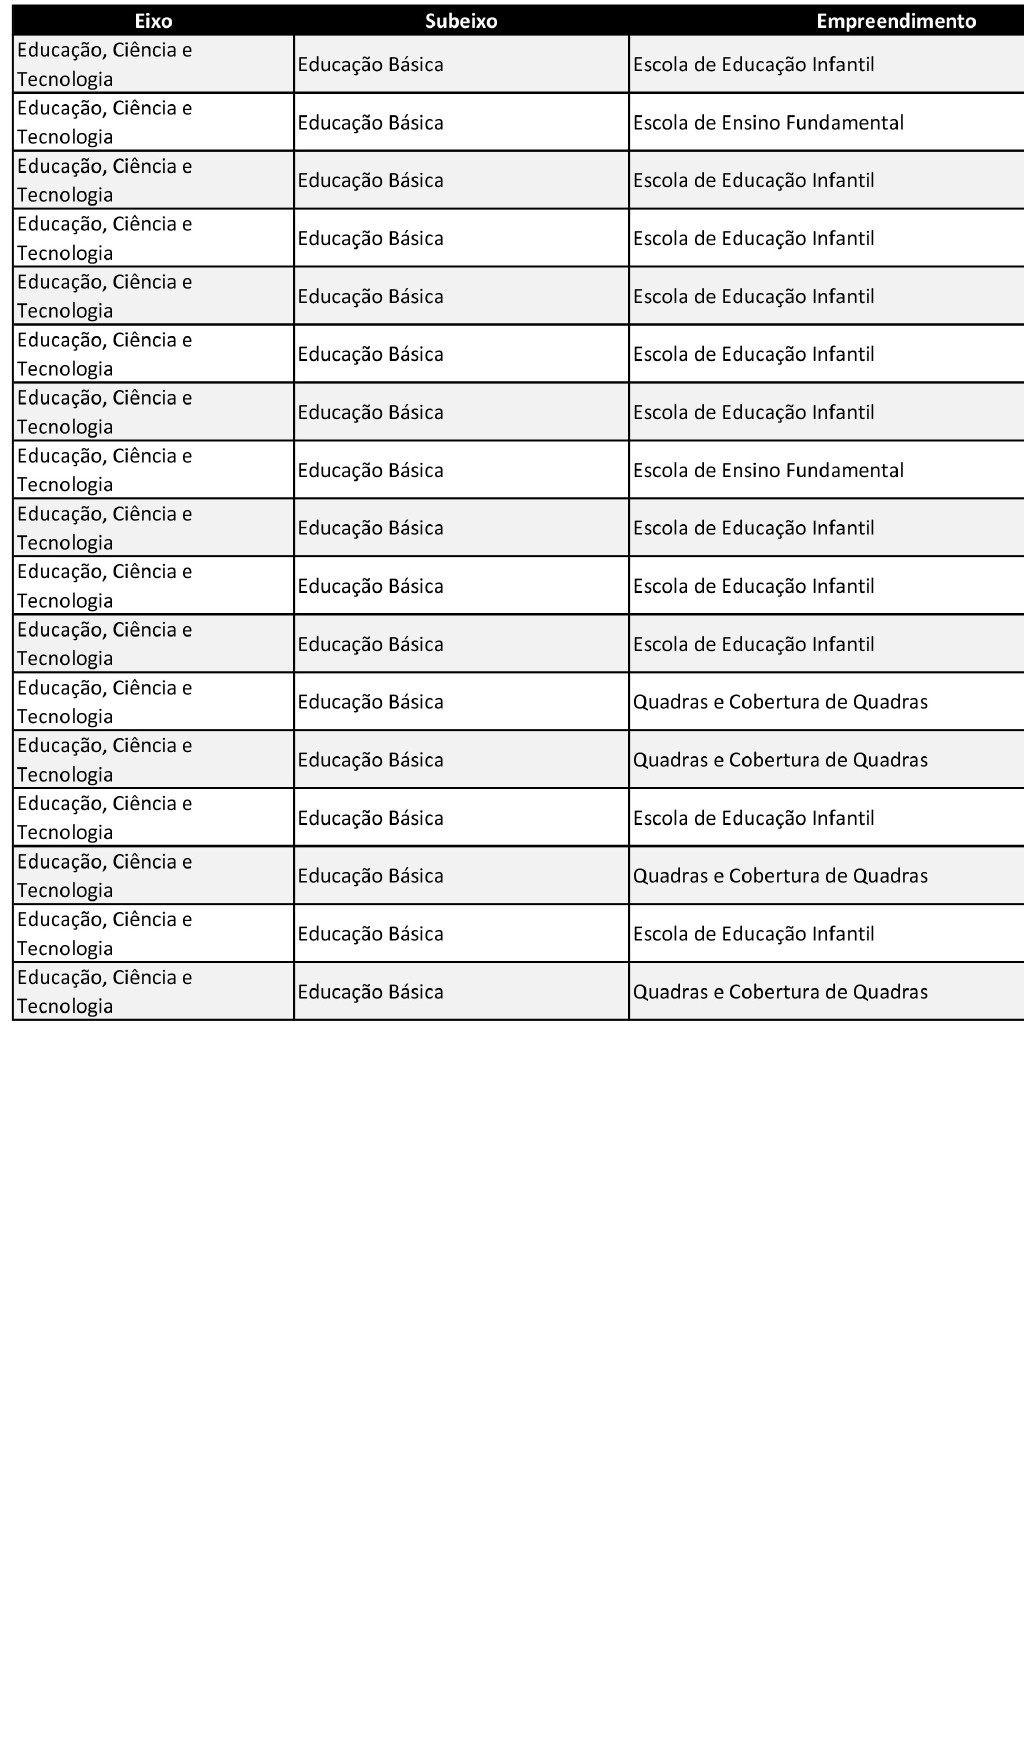 Eixo Subeixo Empreendimento
Educação, Ciência e
Tecnologia
Educação Básica
Escola de Educação Infantil
Educação, Ciência e
Tecnologia
Educação Básica
Escola de Ensino Fundamental
Educação, Ciência e
Tecnologia
Educação Básica
Escola de Educação Infantil
Educação, Ciência e
Tecnologia
Educação Básica
Escola de Educação Infantil
Educação, Ciência e
Tecnologia
Educação Básica
Escola de Educação Infantil
Educação, Ciência e
Tecnologia
Educação Básica
Escola de Educação Infantil
Educação, Ciência e
Tecnologia
Educação Básica
Escola de Educação Infantil
Educação, Ciência e
Tecnologia
Educação Básica
Escola de Ensino Fundamental
Educação, Ciência e
Tecnologia
Educação Básica
Escola de Educação Infantil
Educação, Ciência e
Tecnologia
Educação Básica
Escola de Educação Infantil
Educação, Ciência e
Tecnologia
Educação Básica
Escola de Educação Infantil
Educação, Ciência e
Tecnologia
Educação Básica
Quadras e Cobertura de Quadras
Educação, Ciência e
Tecnologia
Educação Básica
Quadras e Cobertura de Quadras
Educação, Ciência e
Tecnologia
Educação Básica
Escola de Educação Infantil
Educação, Ciência e
Tecnologia
Educação Básica
Quadras e Cobertura de Quadras
Educação, Ciência e
Tecnologia
Educação Básica
Escola de Educação Infantil
Educação, Ciência e
Tecnologia
Educação Básica
Quadras e Cobertura de Quadras